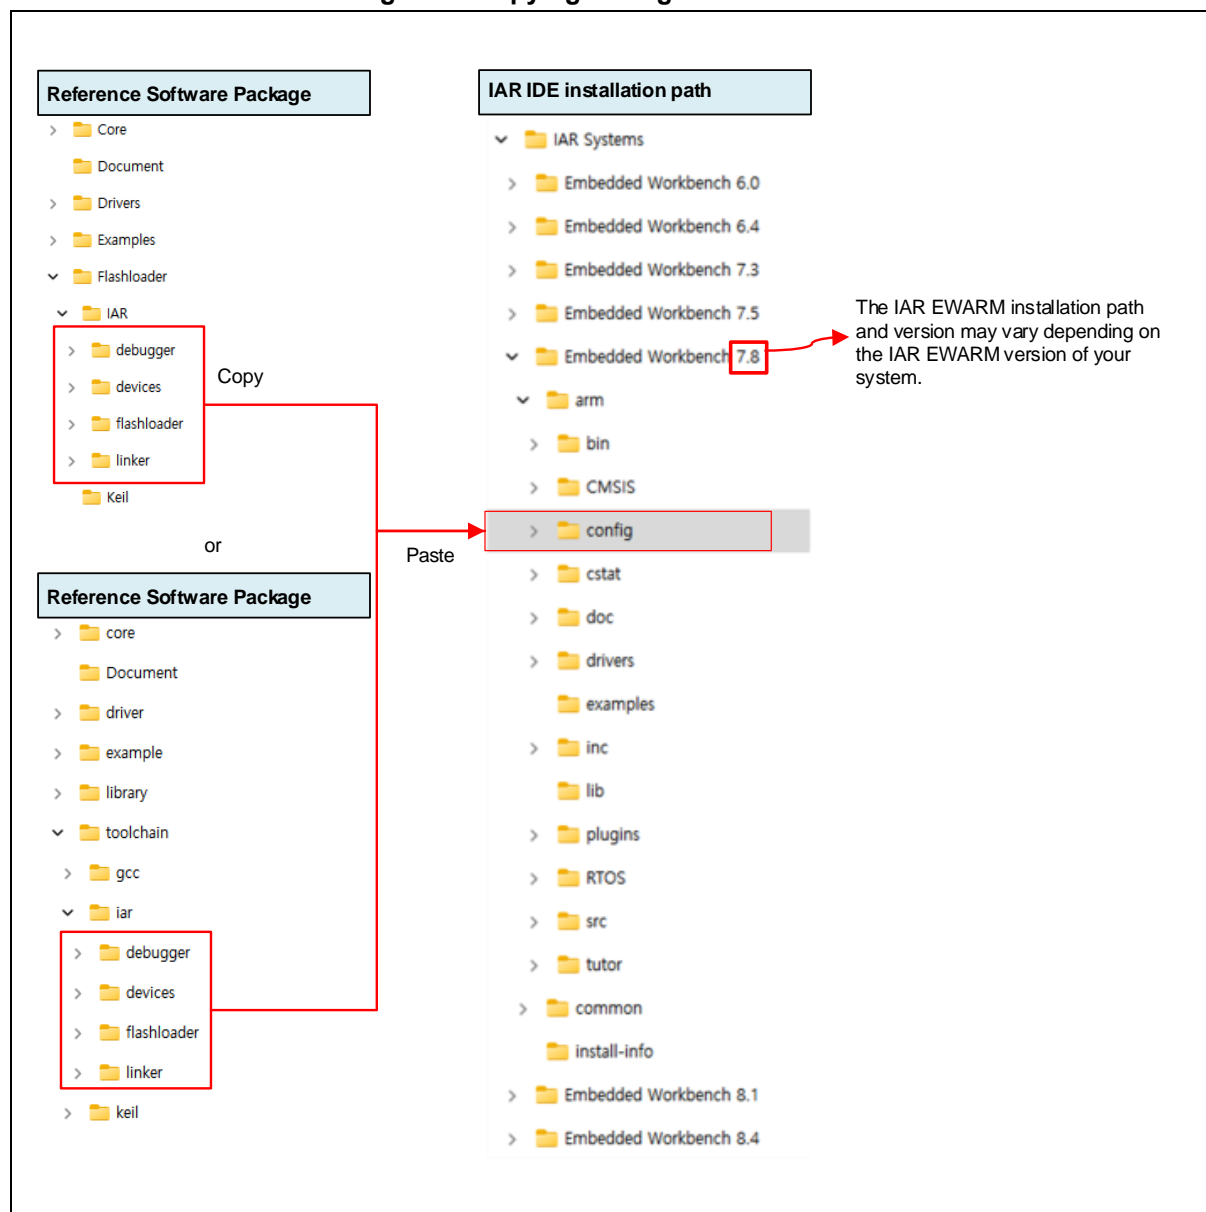 Reference Software Package
Core
Document
Drivers
Examples
Flashloader
IAR
debugger
devices
flashloader
linker
Keil
Copy
or
Reference Software Package
core
Document
driver
example
library
toolchain
gcc
iar
debugger
devices
flashloader
linker
keil
Paste
IAR IDE installation path
IAR Systems
Embedded Workbench 6.0
Embedded Workbench 6.4
Embedded Workbench 7.3
Embedded Workbench 7.5
Embedded Workbench 7.8
arm
bin
CMSIS
config
cstat
doc
drivers
examples
inc
lib
plugins
RTOS
src
tutor
common
install-info
Embedded Workbench 8.1
Embedded Workbench 8.4
The IAR EWARM installation path
and version may vary depending on
the IAR EWARM version of your
system.